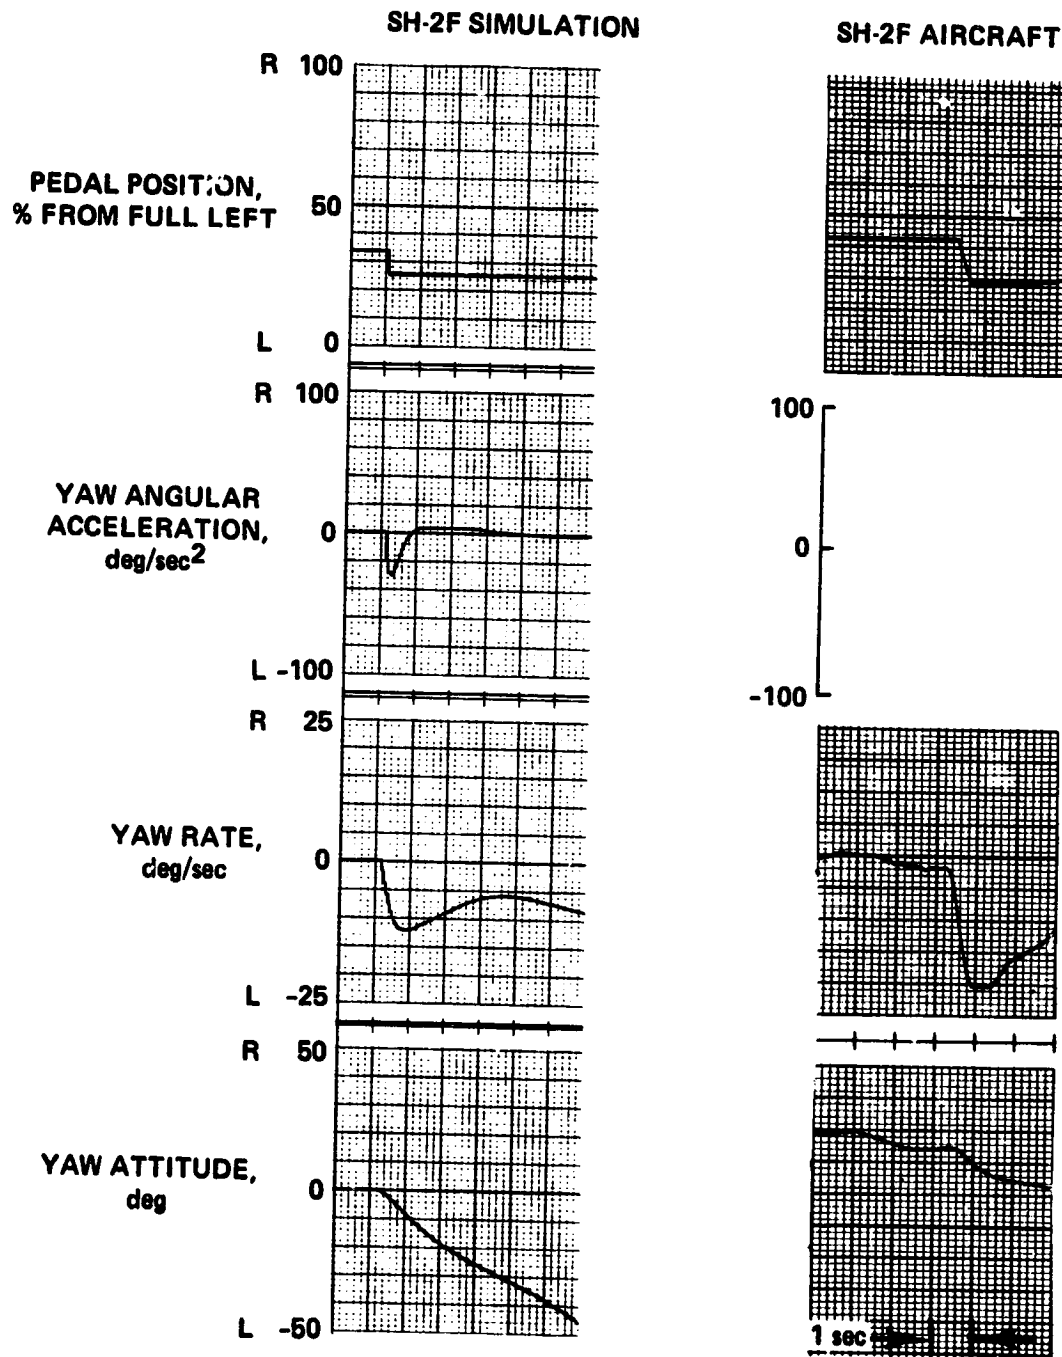 SH-2F SIMULATION
SH-2F AIRCRAFT
R 100
PEDAL POSITION,
% FROM FULL LEFT
50
L 0
R 100
YAW ANGULAR
ACCELERATION,
deg/sec2
0
L -100
100
0
-100
R 25
YAW RATE,
deg/sec
0
L -25
R 50
YAW ATTITUDE,
deg
0
L -50
1 sec